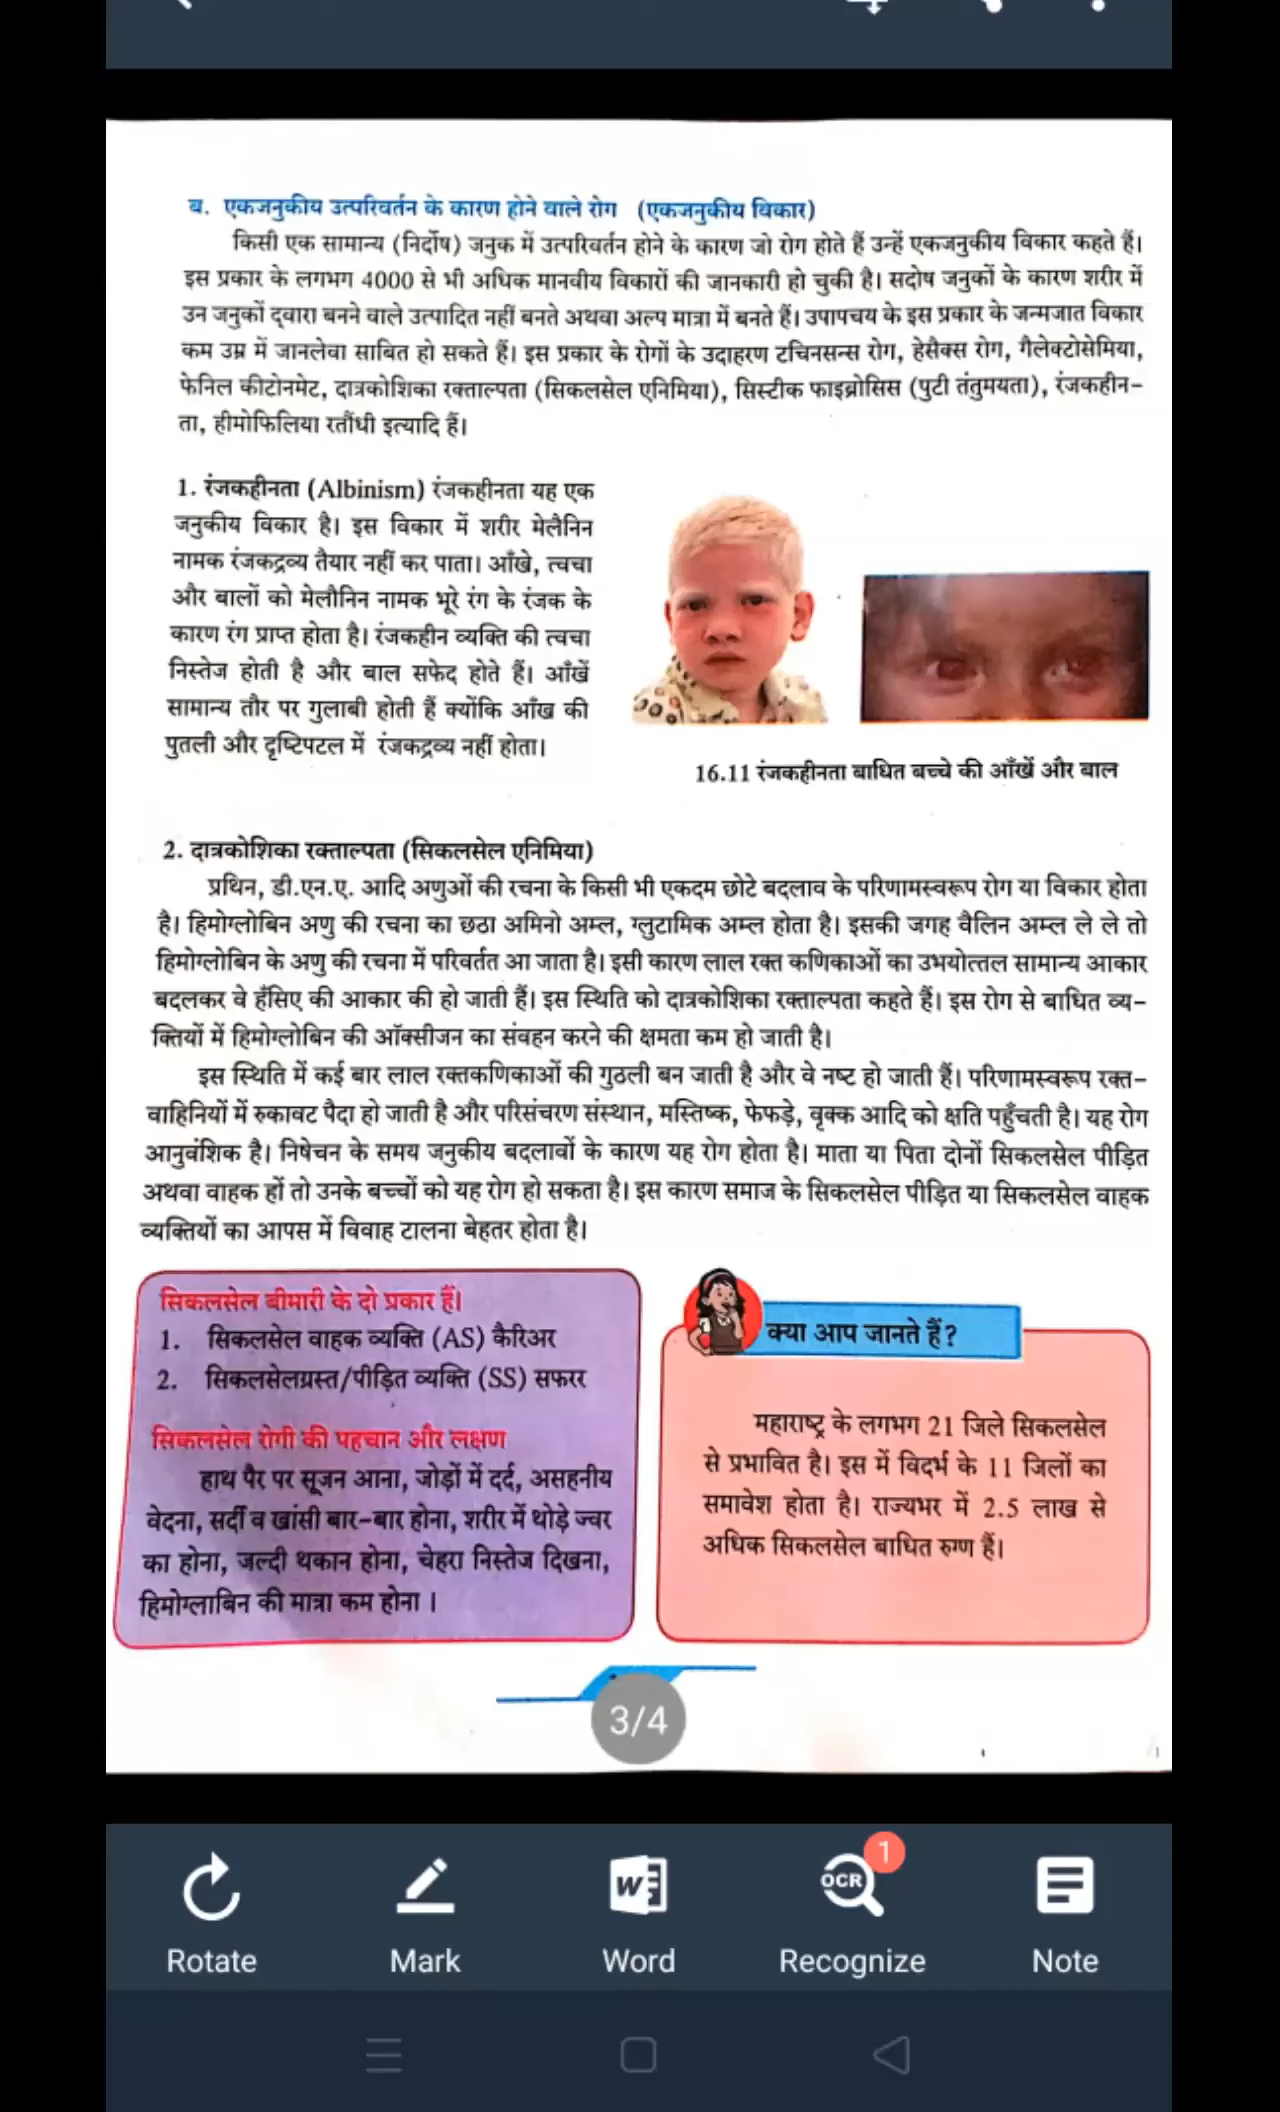 ब. एकजनुकीय उत्परिवर्तन के कारण होने वाले रोग (एकजनुकीय विकार)
किसी एक सामान्य (निर्दोष) जनुक में उत्परिवर्तन होने के कारण जो रोग होते हैं उन्हें एकजनुकीय विकार कहते हैं।
इस प्रकार के लगभग 4000 से भी अधिक मानवीय विकारों की जानकारी हो चुकी है। सदोष जनुकों के कारण शरीर में
उन जनुकों द्वारा बनने वाले उत्पादित नहीं बनते अथवा अल्प मात्रा में बनते हैं। उपापचय के इस प्रकार के जन्मजात विकार
कम उम्र में जानलेवा साबित हो सकते हैं। इस प्रकार के रोगों के उदाहरण टचिनसन्स रोग, हेसैक्स रोग, गैलेक्टोसेमिया,
फेनिल कीटोनमेट, दात्रकोशिका रक्ताल्पता (सिकलसेल एनिमिया), सिस्टीक फाइब्रोसिस (पुटी तंतुमयता), रंजकहीन-
ता, हीमोफिलिया रतौंधी इत्यादि हैं।
1. रंजकहीनता (Albinism) रंजकहीनता यह एक
जनुकीय विकार है। इस विकार में शरीर मेलैनिन
नामक रंजकद्रव्य तैयार नहीं कर पाता। आँखे, त्वचा
और बालों को मेलौनिन नामक भूरे रंग के रंजक के
कारण रंग प्राप्त होता है। रंजकहीन व्यक्ति की त्वचा
निस्तेज होती है और बाल सफेद होते हैं। आँखें
सामान्य तौर पर गुलाबी होती हैं क्योंकि आँख की
पुतली और दृष्टिपटल में रंजकद्रव्य नहीं होता।
16.11 रंजकहीनता बाधित बच्चे की आँखें और बाल
2. दात्रकोशिका रक्ताल्पता (सिकलसेल एनिमिया)
प्रथिन, डी.एन.ए. आदि अणुओं की रचना के किसी भी एकदम छोटे बदलाव के परिणामस्वरूप रोग या विकार होता
है। हिमोग्लोबिन अणु की रचना का छठा अमिनो अम्ल, ग्लुटामिक अम्ल होता है। इसकी जगह वैलिन अम्ल ले ले तो
हिमोग्लोबिन के अणु की रचना में परिवर्तत आ जाता है। इसी कारण लाल रक्त कणिकाओं का उभयोत्तल सामान्य आकार
बदलकर वे हँसिए की आकार की हो जाती हैं। इस स्थिति को दात्रकोशिका रक्ताल्पता कहते हैं। इस रोग से बाधित व्य-
क्तियों में हिमोग्लोबिन की ऑक्सीजन का संवहन करने की क्षमता कम हो जाती है।
इस स्थिति में कई बार लाल रक्तकणिकाओं की गुठली बन जाती है और वे नष्ट हो जाती हैं। परिणामस्वरूप रक्त-
वाहिनियों में रुकावट पैदा हो जाती है और परिसंचरण संस्थान, मस्तिष्क, फेफड़े, वृक्क आदि को क्षति पहुँचती है। यह रोग
आनुवंशिक है। निषेचन के समय जनुकीय बदलावों के कारण यह रोग होता है। माता या पिता दोनों सिकलसेल पीड़ित
अथवा वाहक हों तो उनके बच्चों को यह रोग हो सकता है। इस कारण समाज के सिकलसेल पीड़ित या सिकलसेल वाहक
व्यक्तियों का आपस में विवाह टालना बेहतर होता है।
सिकलसेल बीमारी के दो प्रकार हैं।
1. सिकलसेल वाहक व्यक्ति (AS) कैरिअर
2. सिकलसेलग्रस्त/पीड़ित व्यक्ति (SS) सफरर
सिकलसेल रोगी की पहचान और लक्षण
हाथ पैर पर सूजन आना, जोड़ों में दर्द, असहनीय
वेदना, सर्दी व खांसी बार-बार होना, शरीर में थोड़े ज्वर
का होना, जल्दी थकान होना, चेहरा निस्तेज दिखना,
हिमोग्लाबिन की मात्रा कम होना ।
क्या आप जानते हैं?
महाराष्ट्र के लगभग 21 जिले सिकलसेल
से प्रभावित है। इस में विदर्भ के 11 जिलों का
समावेश होता है। राज्यभर में 2.5 लाख से
अधिक सिकलसेल बाधित रुग्ण हैं।
3/4
1
OCR
W
Rotate Mark Word Recognize Note